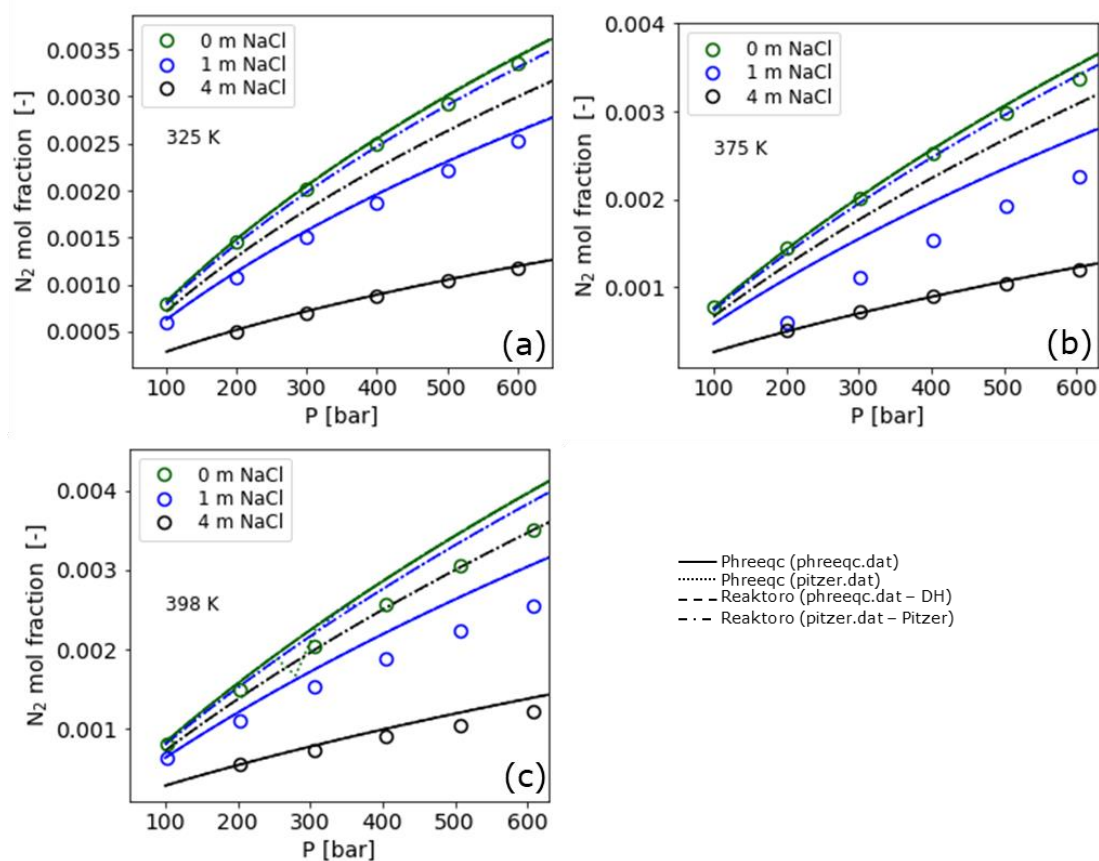 0.0035
0.0030
0.0025
0.0020
0.0015
0.0010
0.0005
N₂ mol fraction [-]
0 m NaCl
1 m NaCl
4 m NaCl
325 K
(a)
100 200 300 400 500 600
P [bar]
0.004
0.003
0.002
0.001
N₂ mol fraction [-]
0 m NaCl
1 m NaCl
4 m NaCl
375 K
(b)
100 200 300 400 500 600
P [bar]
0.004
0.003
0.002
0.001
N₂ mol fraction [-]
0 m NaCl
1 m NaCl
4 m NaCl
398 K
(c)
100 200 300 400 500 600
P [bar]
Phreeqc (phreeqc.dat)
Phreeqc (pitzer.dat)
Reaktoro (phreeqc.dat – DH)
Reaktoro (pitzer.dat – Pitzer)